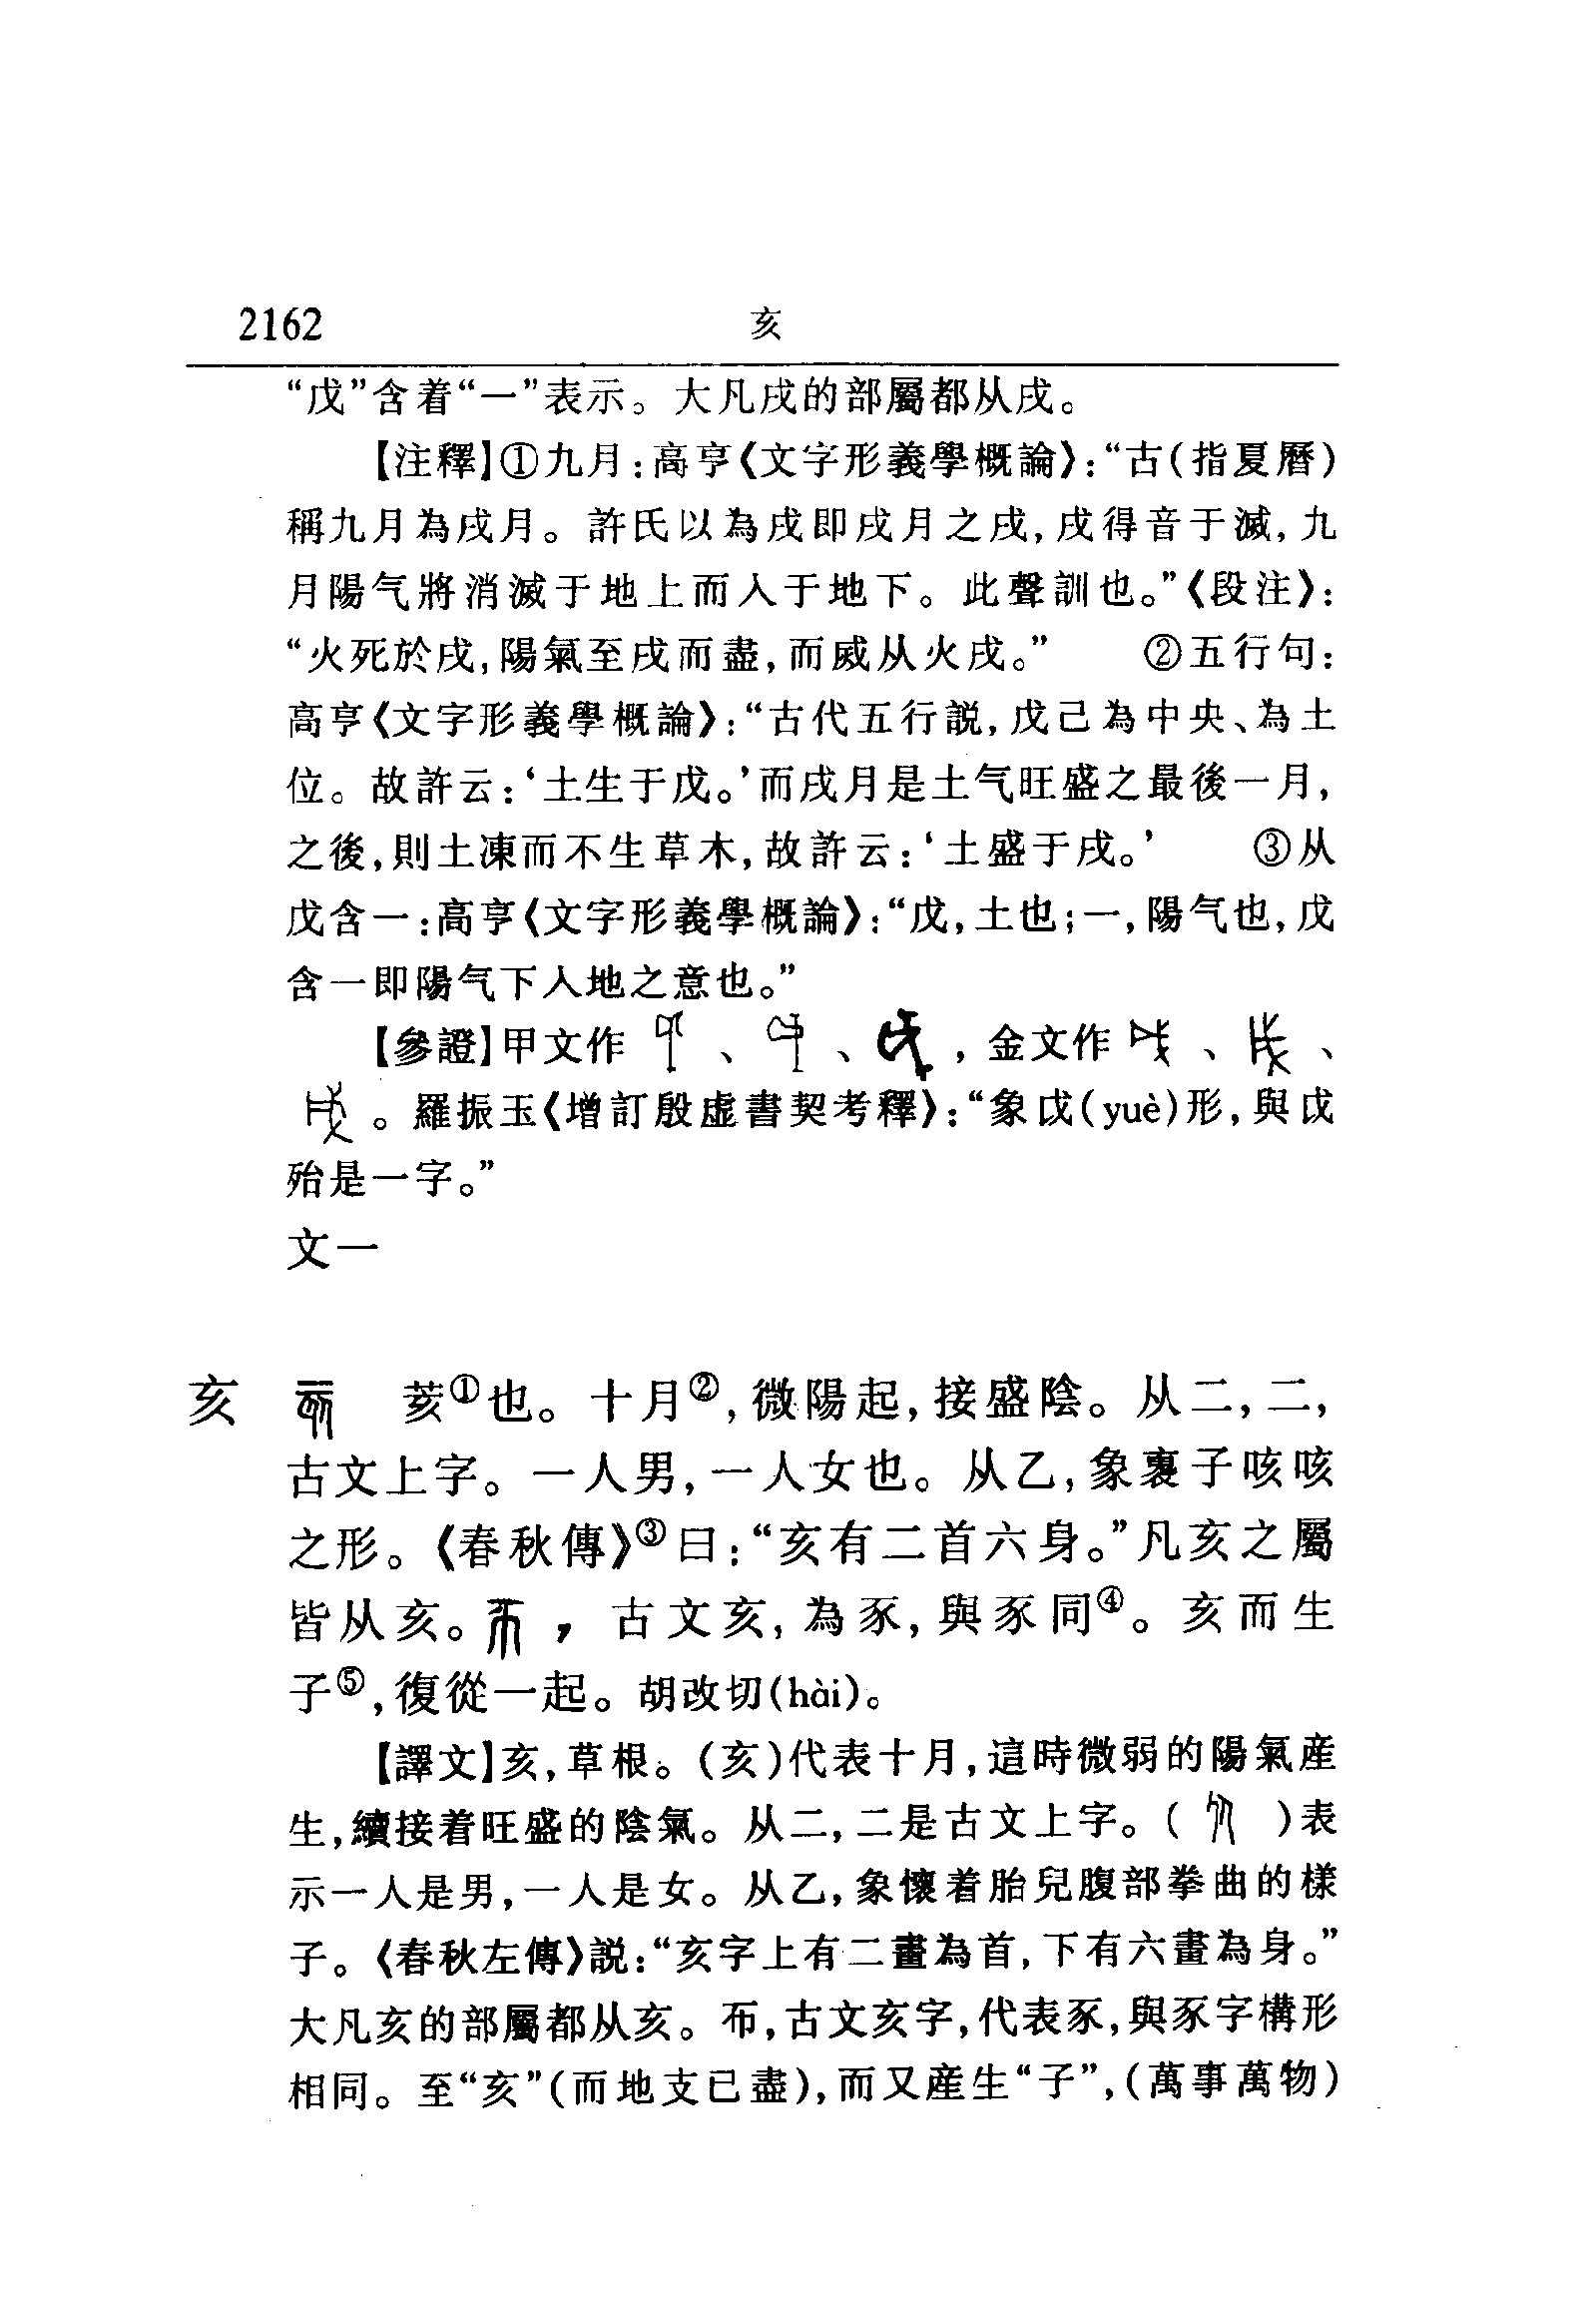 2162 亥
“戊”含着“一”表示。大凡戌的部屬都从戌。
【注釋】①九月:高亨《文字形義學概論》:“古(指夏曆)
稱九月為戌月。許氏以為戌即戌月之戌,戌得音于滅,九
月陽气將消滅于地上而入于地下。此聲訓也。”《段注》:
“火死於戌,陽氣至戌而盡,而威从火戌。” ②五行句:
高亨《文字形義學概論》:“古代五行説,戊己為中央、為土
位。故許云:‘土生于戊。’而戌月是土气旺盛之最後一月,
之後,則土凍而不生草木,故許云:‘土盛于戌。’ ③从
戊含一:高亨《文字形義學概論》:“戊,土也;一,陽气也,戊
含一即陽气下入地之意也。”
【參證】甲文作 、 、 ,金文作 、 、
。羅振玉《增訂殷虛書契考釋》:“象戉(yuè)形,與戉
殆是一字。”
文一
亥 荄①也。十月②,微陽起,接盛陰。从二,二,
古文上字。一人男,一人女也。从乙,象褢子咳咳
之形。《春秋傳》③曰:“亥有二首六身。”凡亥之屬
皆从亥。 ,古文亥,為豕,與豕同④。亥而生
子⑤,復從一起。胡改切(hài)。
【譯文】亥,草根。(亥)代表十月,這時微弱的陽氣産
生,續接着旺盛的陰氣。从二,二是古文上字。( )表
示一人是男,一人是女。从乙,象懷着胎兒腹部拳曲的樣
子。《春秋左傳》説:“亥字上有二畫為首,下有六畫為身。”
大凡亥的部屬都从亥。布,古文亥字,代表豕,與豕字構形
相同。至“亥”(而地支已盡),而又産生“子”,(萬事萬物)